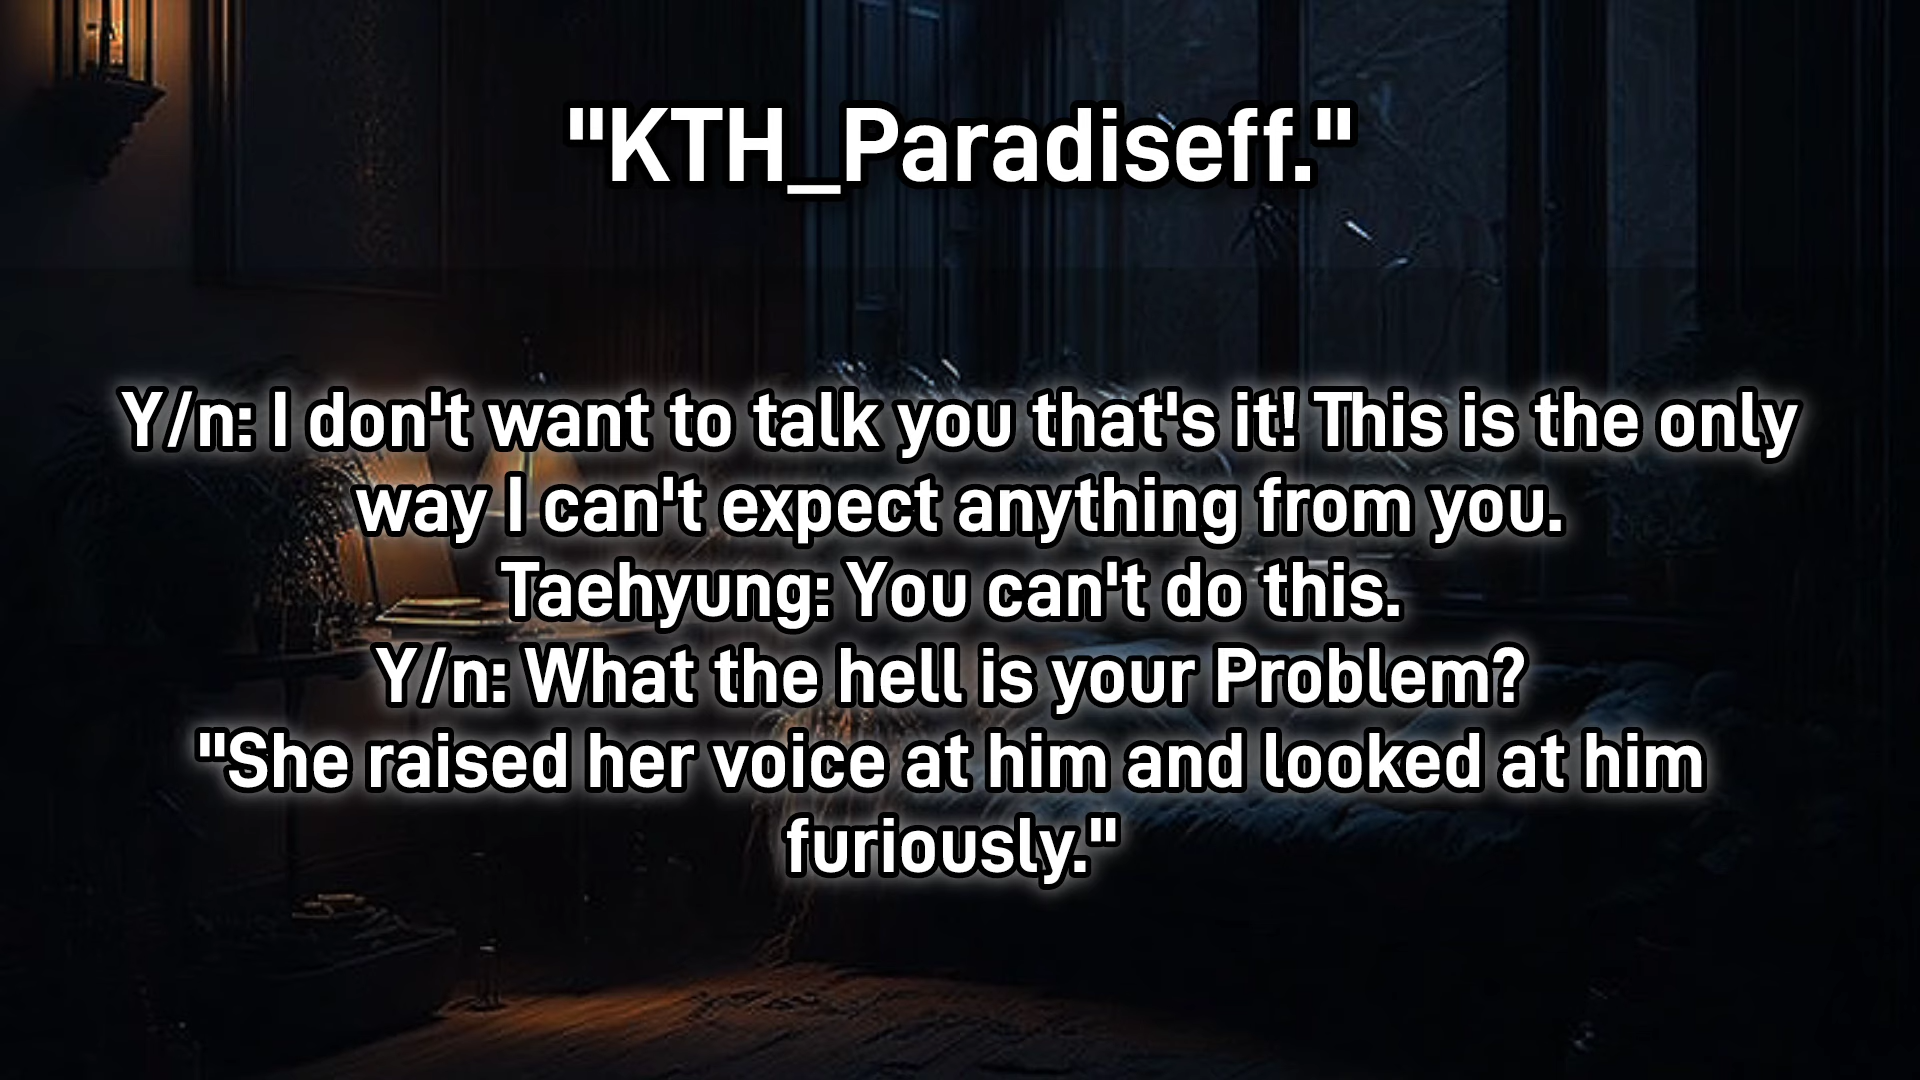 "KTH_Paradiseff."
Y/n: I don't want to talk you that's it! This is the only
way I can't expect anything from you.
Taehyung: You can't do this.
Y/n: What the hell is your Problem?
"She raised her voice at him and looked at him
furiously."